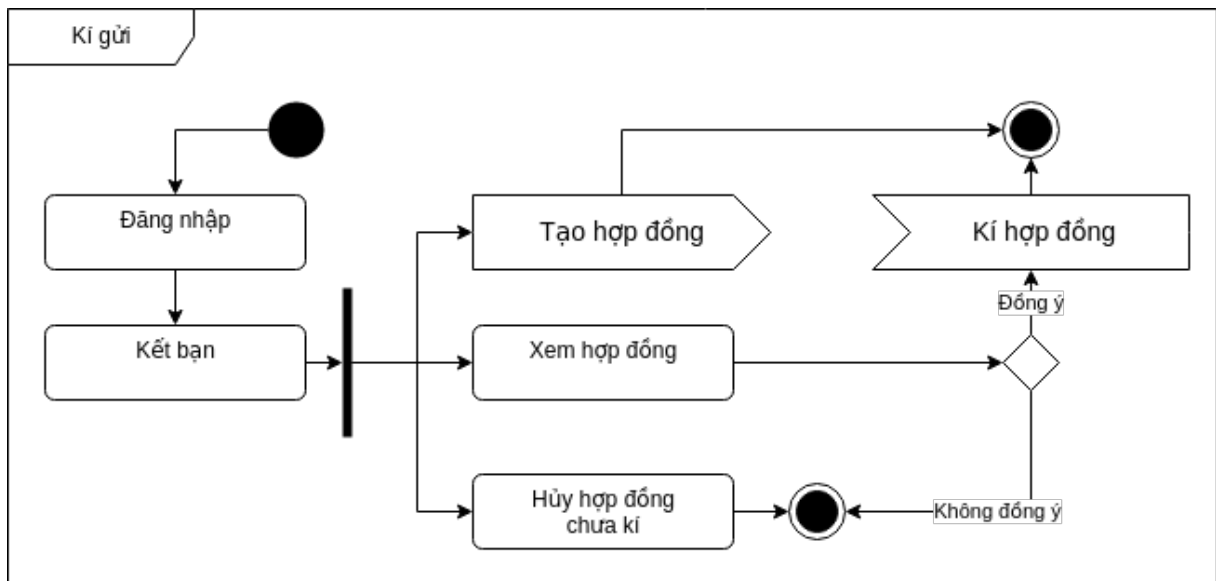 Kí gửi
Đăng nhập
Tạo hợp đồng
Kí hợp đồng
Đồng ý
Kết bạn
Xem hợp đồng
Hủy hợp đồng
chưa kí
Không đồng ý